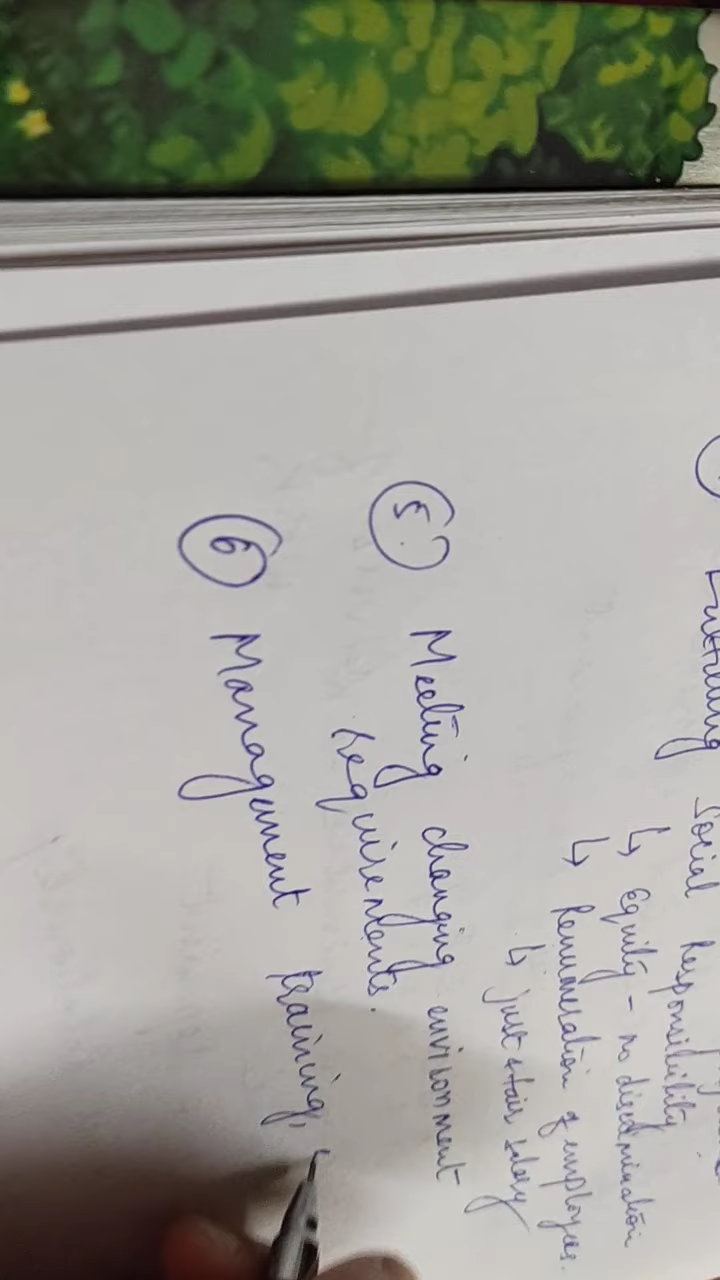 Fulfilling Social Responsibility
↳ Equity - no discrimination
↳ Remuneration of employees.
↳ just & fair salary
5. Meeting changing environment
requirements.
6 Management training,